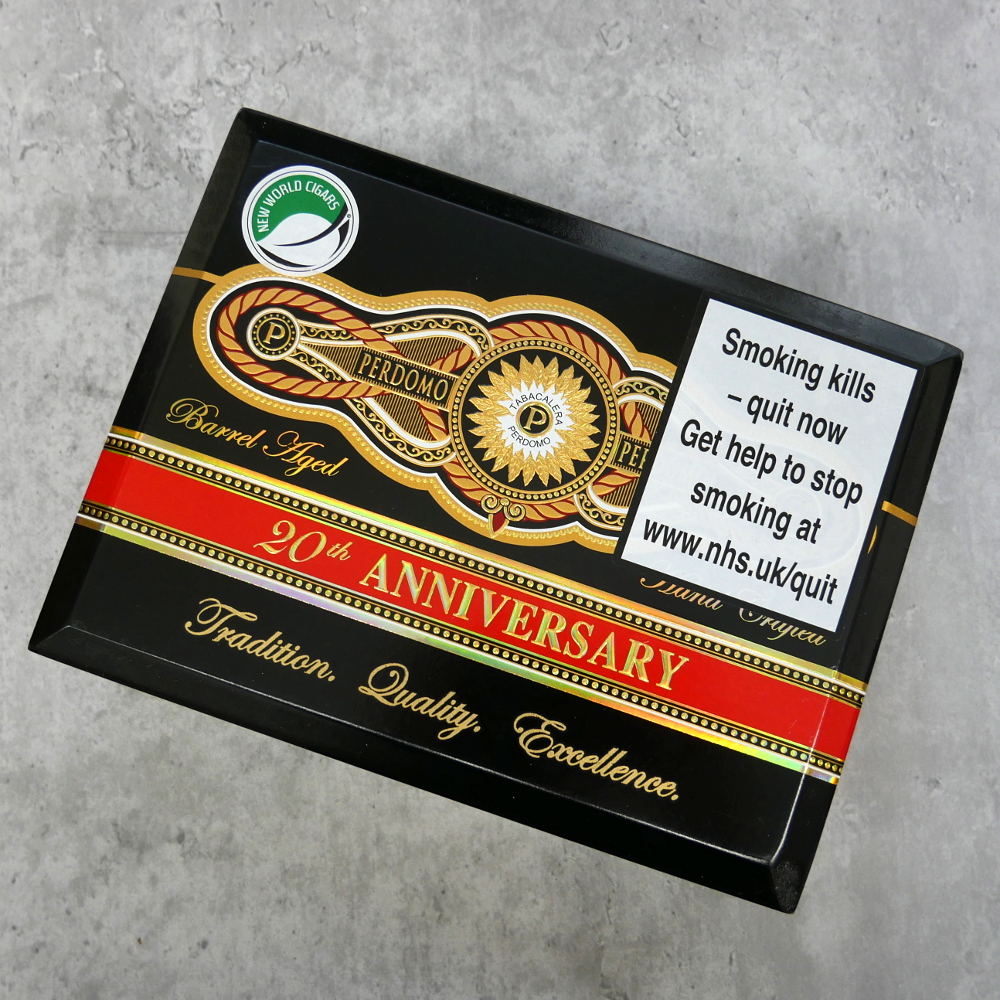 NEW WORLD CIGARS
P
PERDOMO
TABACALERA
P
PERDOMO
PE
Barrel Aged
Smoking kills
– quit now
Get help to stop
smoking at
www.nhs.uk/quit
20th ANNIVERSARY
Tradition. Quality. Excellence.